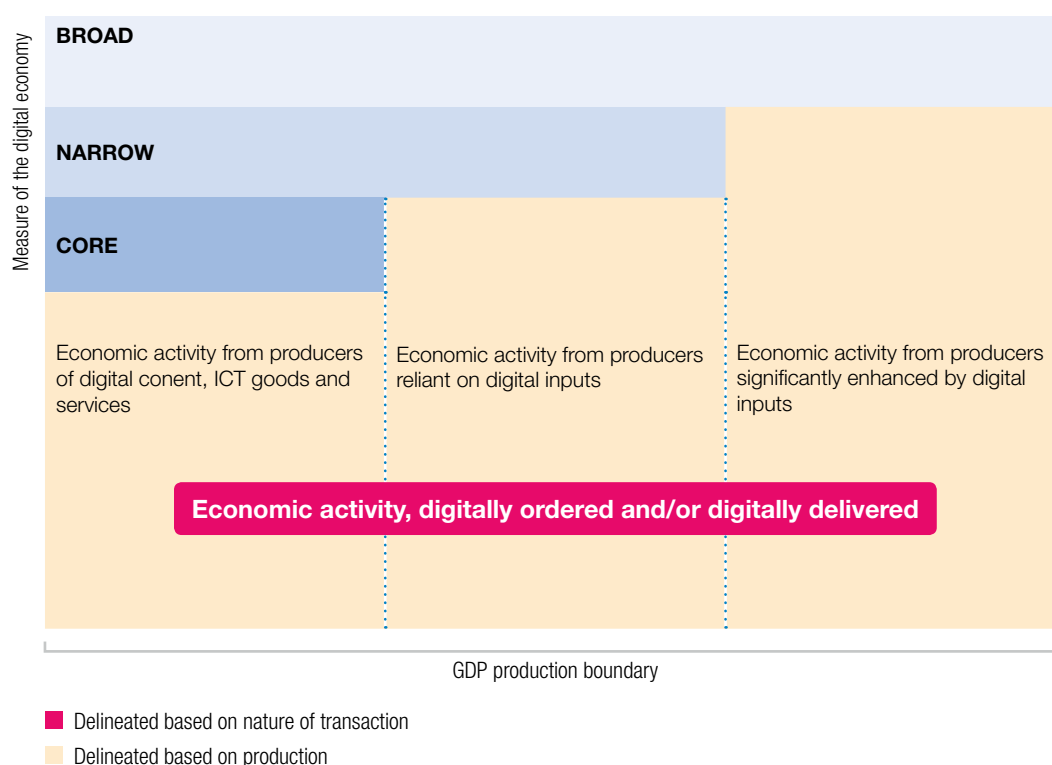 Measure of the digital economy
BROAD
NARROW
CORE
Economic activity from producers
of digital conent, ICT goods and
services
Economic activity from producers
reliant on digital inputs
Economic activity from producers
significantly enhanced by digital
inputs
Economic activity, digitally ordered and/or digitally delivered
GDP production boundary
Delineated based on nature of transaction
Delineated based on production